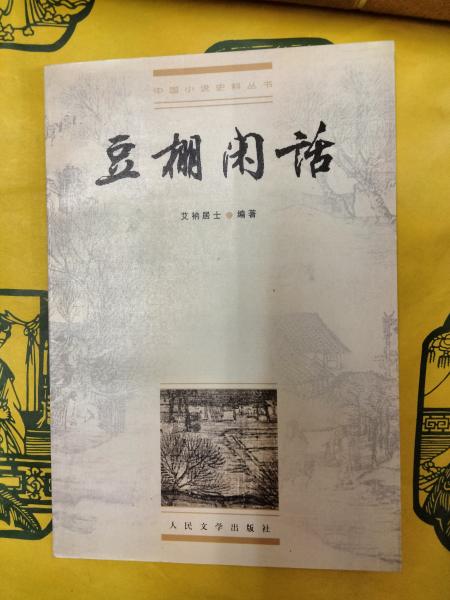 中国小说史料丛书
豆棚闲话
艾衲居士 编著
人民文学出版社